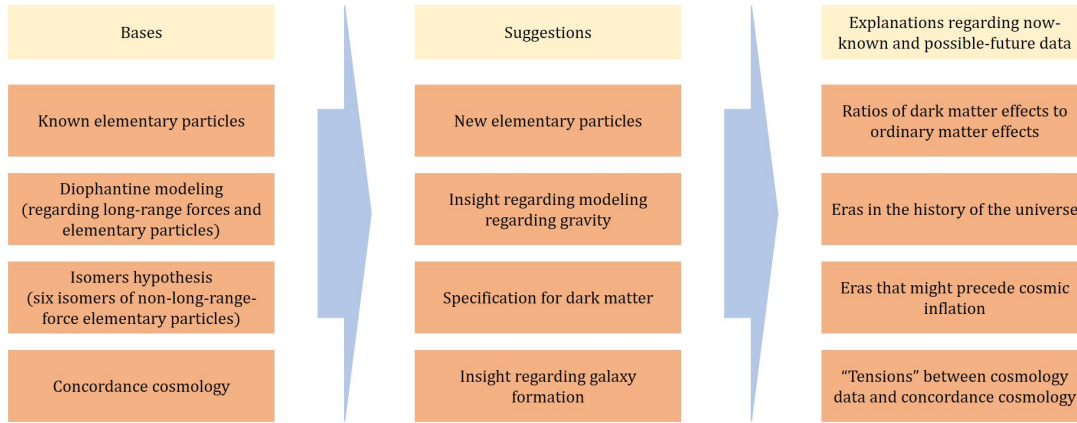 Bases
Known elementary particles
Diophantine modeling
(regarding long-range forces and
elementary particles)
Isomers hypothesis
(six isomers of non-long-range-
force elementary particles)
Concordance cosmology
Suggestions
New elementary particles
Insight regarding modeling
regarding gravity
Specification for dark matter
Insight regarding galaxy
formation
Explanations regarding now-
known and possible-future data
Ratios of dark matter effects to
ordinary matter effects
Eras in the history of the universe
Eras that might precede cosmic
inflation
“Tensions” between cosmology
data and concordance cosmology